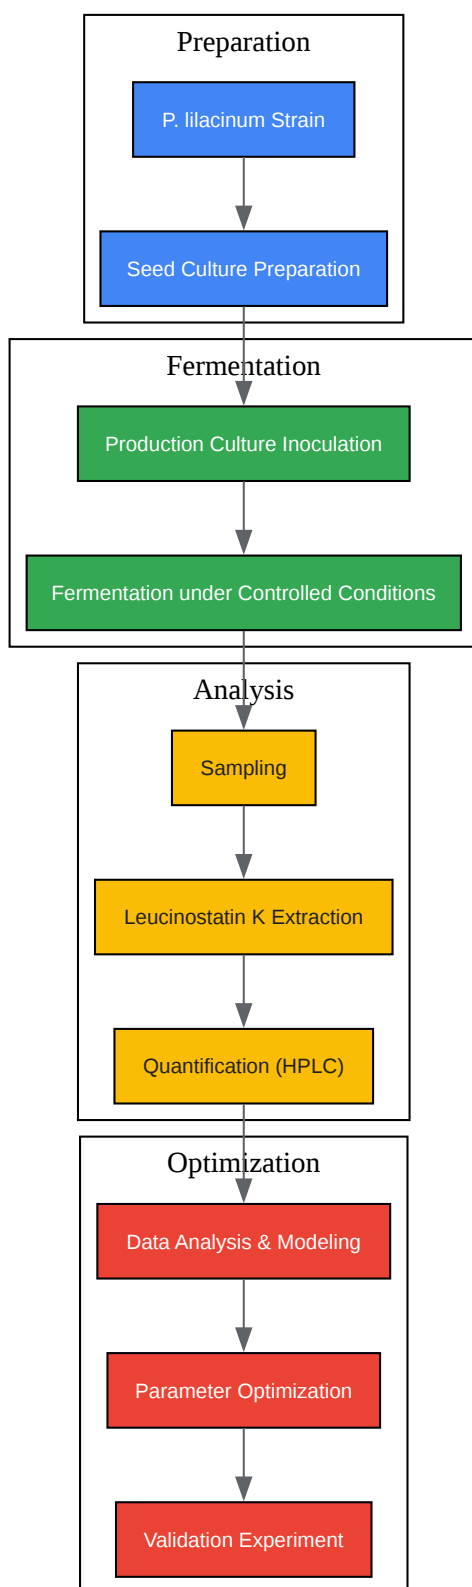 Preparation
P. lilacinum Strain
Seed Culture Preparation
Fermentation
Production Culture Inoculation
Fermentation under Controlled Conditions
Analysis
Sampling
Leucinostatin K Extraction
Quantification (HPLC)
Optimization
Data Analysis & Modeling
Parameter Optimization
Validation Experiment